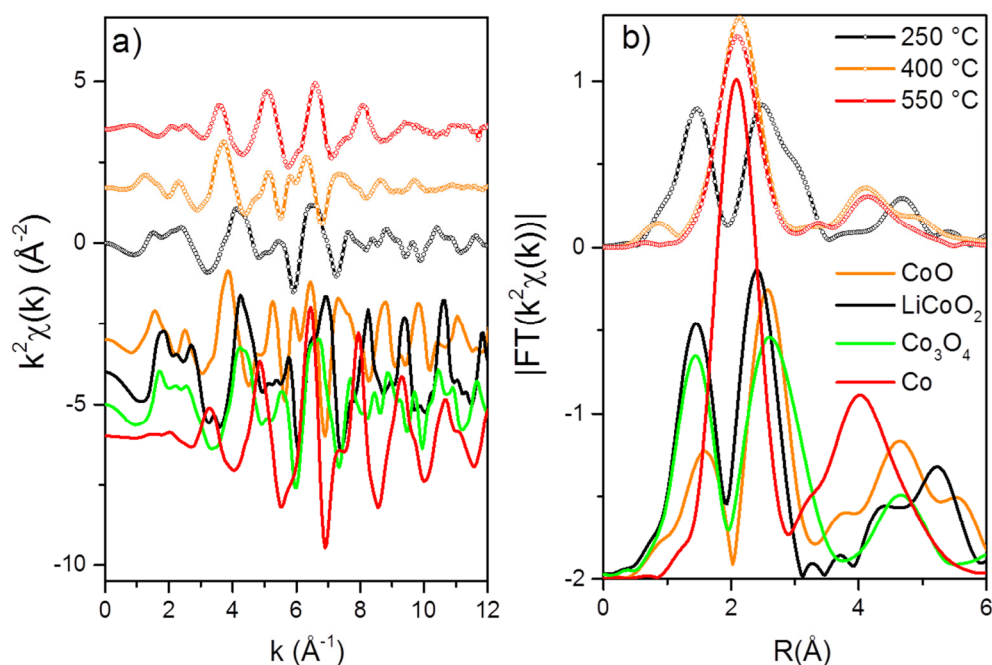 a)
5
0
-5
-10
k²χ(k) (Å⁻²)
0 2 4 6 8 10 12
k (Å⁻¹)
b)
250 °C
400 °C
550 °C
1
0
-1
-2
|FT(k²χ(k))|
CoO
LiCoO₂
Co₃O₄
Co
0 2 4 6
R(Å)